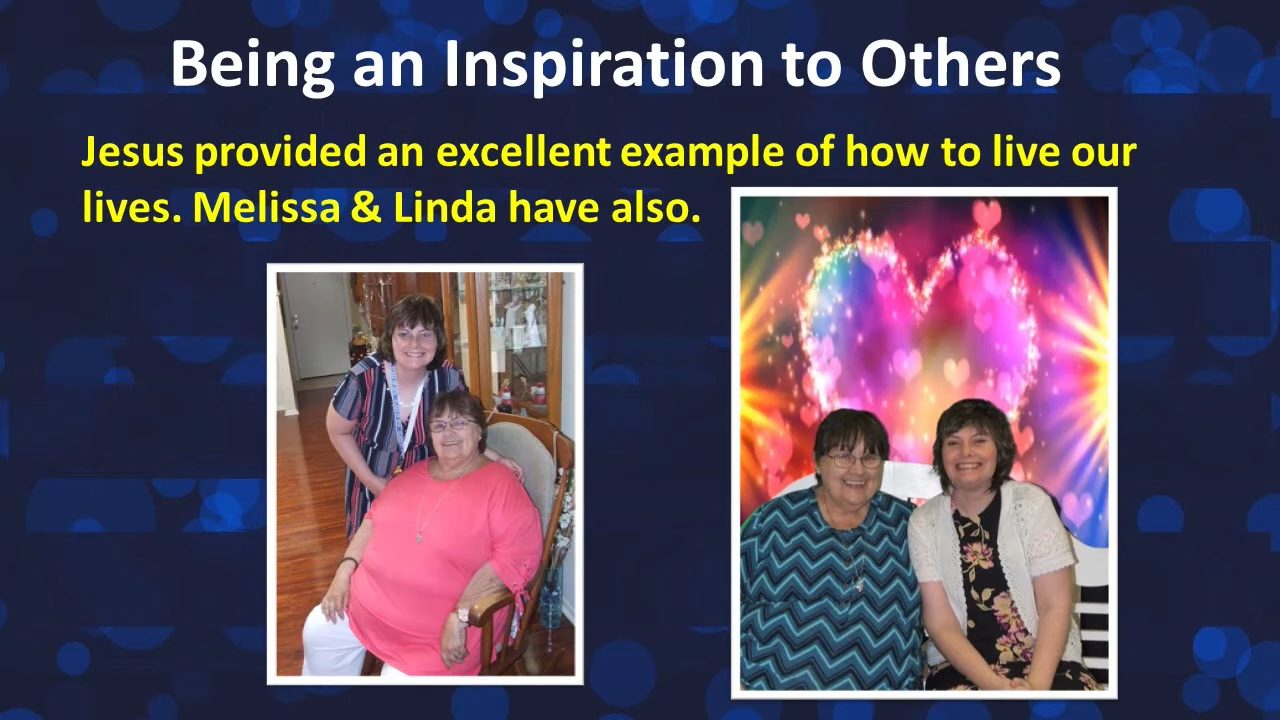 Being an Inspiration to Others
Jesus provided an excellent example of how to live our
lives. Melissa & Linda have also.